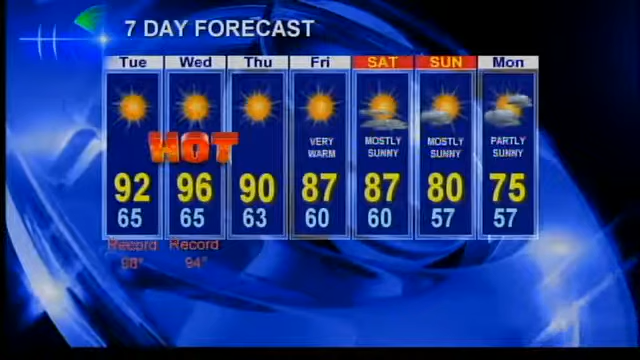 7 DAY FORECAST
Tue Wed Thu Fri SAT SUN Mon
HOT
VERY WARM
MOSTLY SUNNY
MOSTLY SUNNY
PARTLY SUNNY
92 96 90 87 87 80 75
65 65 63 60 60 57 57
Record Record
94°